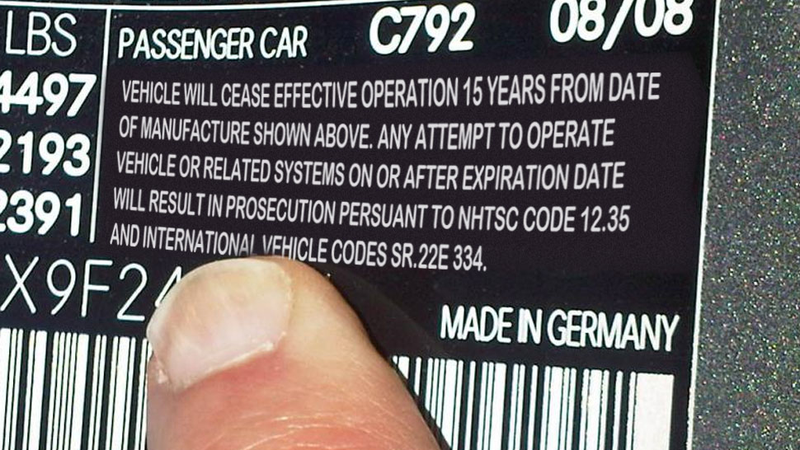 LBS PASSENGER CAR C792 08/08
4497 VEHICLE WILL CEASE EFFECTIVE OPERATION 15 YEARS FROM DATE
2193 OF MANUFACTURE SHOWN ABOVE. ANY ATTEMPT TO OPERATE
VEHICLE OR RELATED SYSTEMS ON OR AFTER EXPIRATION DATE
2391 WILL RESULT IN PROSECUTION PERSUANT TO NHTSC CODE 12.35
AND INTERNATIONAL VEHICLE CODES SR.22E 334.
X9F24
MADE IN GERMANY